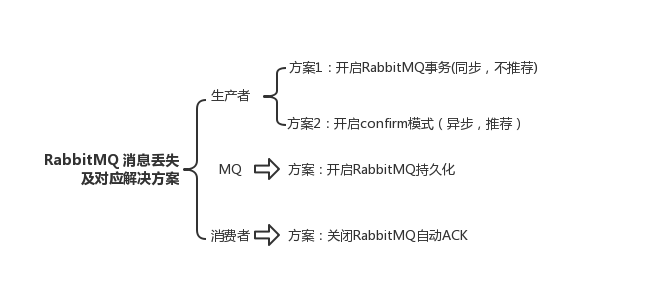 RabbitMQ 消息丢失
及对应解决方案
生产者
方案1：开启RabbitMQ事务(同步，不推荐)
方案2：开启confirm模式（异步，推荐）
MQ
方案：开启RabbitMQ持久化
消费者
方案：关闭RabbitMQ自动ACK